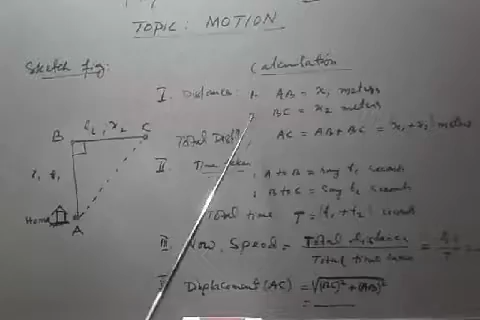 TOPIC: MOTION
Sketch fig:
Calculation
I. Distance: 1. AB = x₁ meters
2. BC = x₂ meters
Total Dist, AC = AB + BC = x₁ + x₂ meters
B t₂, x₂ C
Home A
II. Time taken, A to B = say t₁ seconds
, B to C = say t₂ seconds
Total time T = (t₁ + t₂) seconds
III. Now, Speed = Total distance / Total time taken =
Displacement (AC) = √(BC)² + (AB)²
=